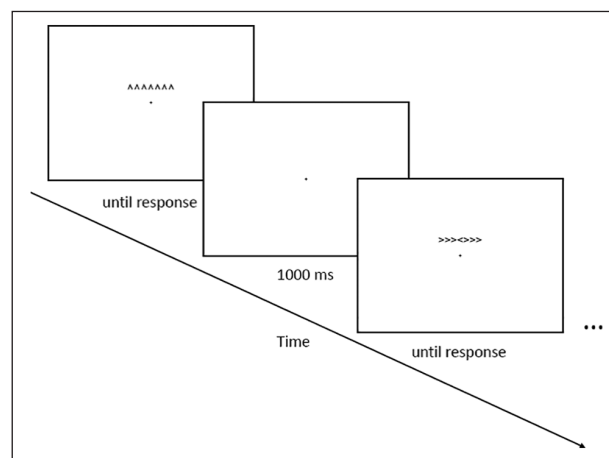 ^^^^^^^
until response
1000 ms
>>><>>>
Time
until response
...